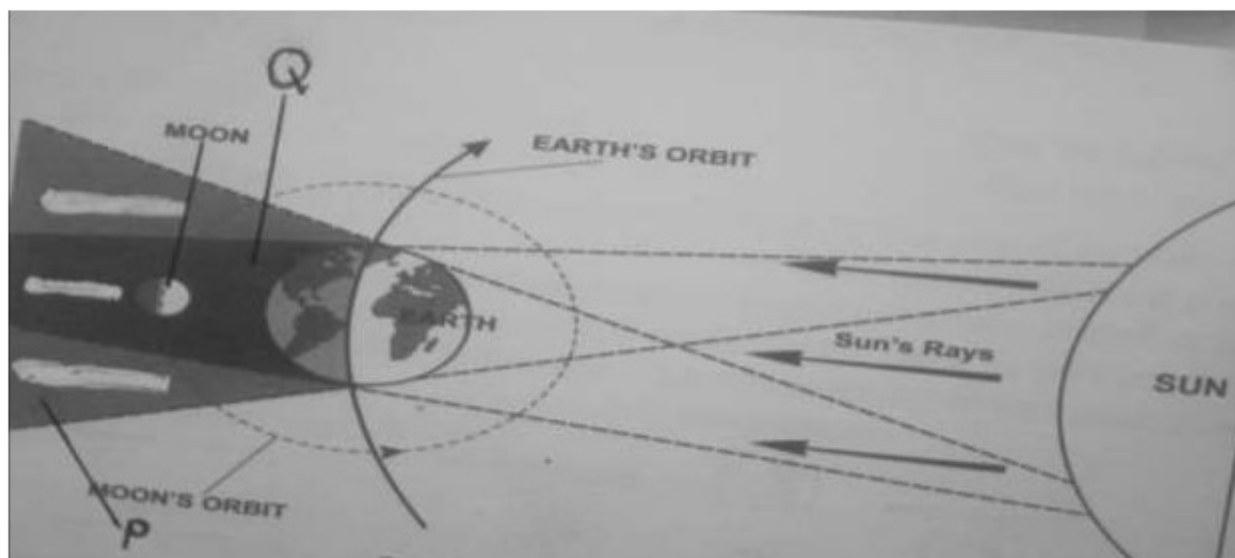 Q
MOON
EARTH'S ORBIT
EARTH
Sun's Rays
SUN
MOON'S ORBIT
P